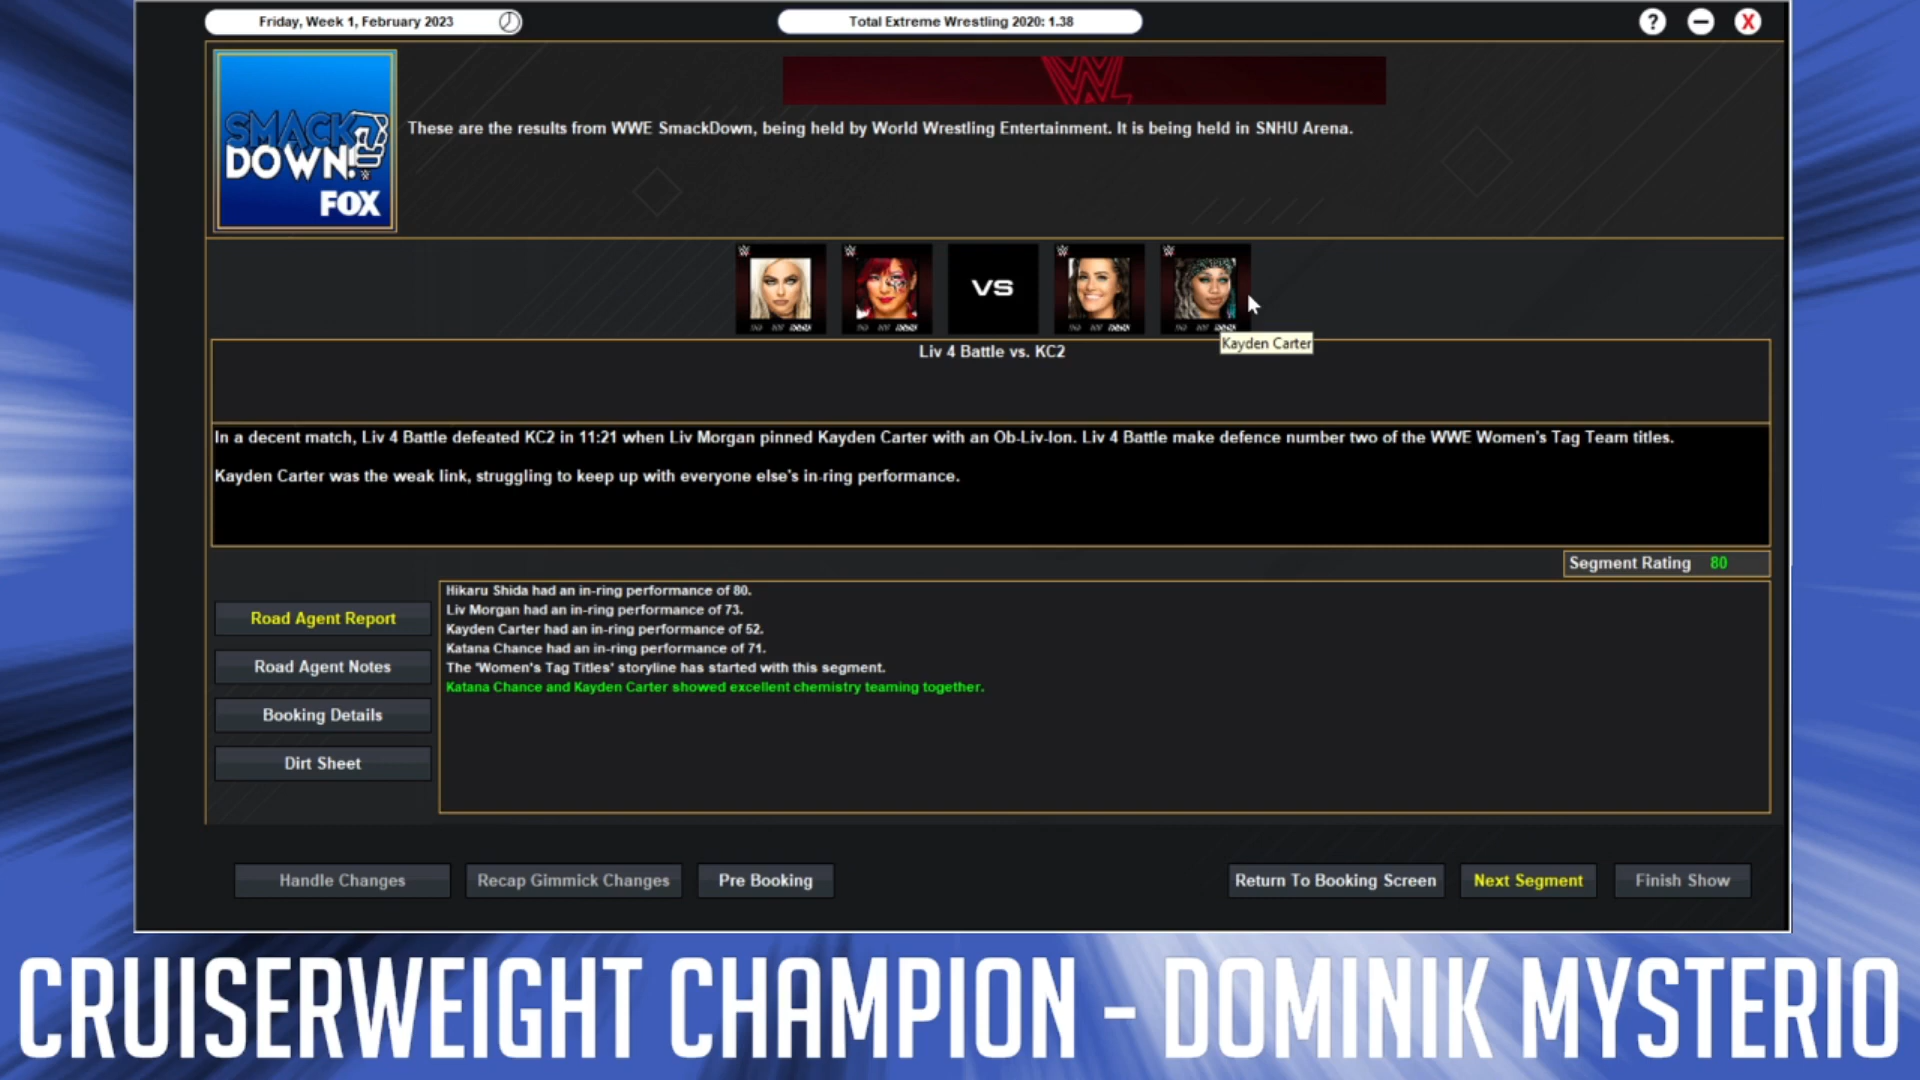 Friday, Week 1, February 2023
Total Extreme Wrestling 2020: 1.38
?
X
SMACK
DOWN!
FOX
These are the results from WWE SmackDown, being held by World Wrestling Entertainment. It is being held in SNHU Arena.
VS
Kayden Carter
Liv 4 Battle vs. KC2
In a decent match, Liv 4 Battle defeated KC2 in 11:21 when Liv Morgan pinned Kayden Carter with an Ob-Liv-Ion. Liv 4 Battle make defence number two of the WWE Women's Tag Team titles.
Kayden Carter was the weak link, struggling to keep up with everyone else's in-ring performance.
Segment Rating 80
Road Agent Report
Road Agent Notes
Booking Details
Dirt Sheet
Hikaru Shida had an in-ring performance of 80.
Liv Morgan had an in-ring performance of 73.
Kayden Carter had an in-ring performance of 52.
Katana Chance had an in-ring performance of 71.
The 'Women's Tag Titles' storyline has started with this segment.
Katana Chance and Kayden Carter showed excellent chemistry teaming together.
Handle Changes
Recap Gimmick Changes
Pre Booking
Return To Booking Screen
Next Segment
Finish Show
CRUISERWEIGHT CHAMPION - DOMINIK MYSTERIO